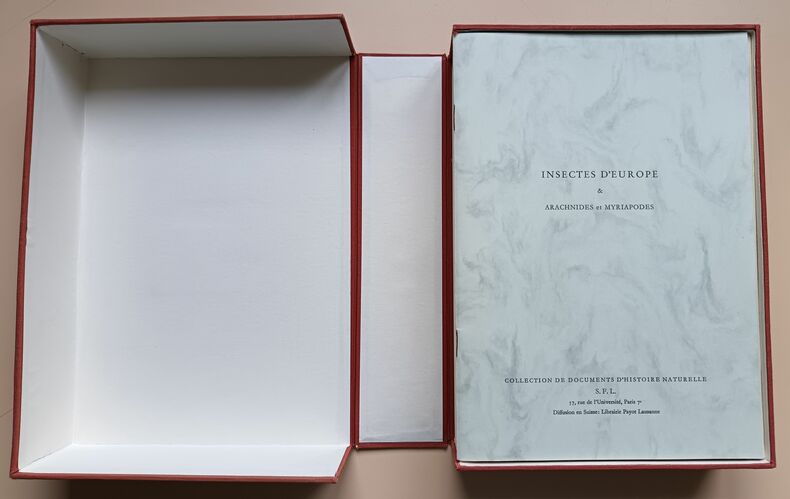 INSECTES D'EUROPE
&
ARACHNIDES et MYRIAPODES
COLLECTION DE DOCUMENTS D'HISTOIRE NATURELLE
S. F. L.
17, rue de l'Université, Paris 7e
Diffusion en Suisse: Librairie Payot Lausanne